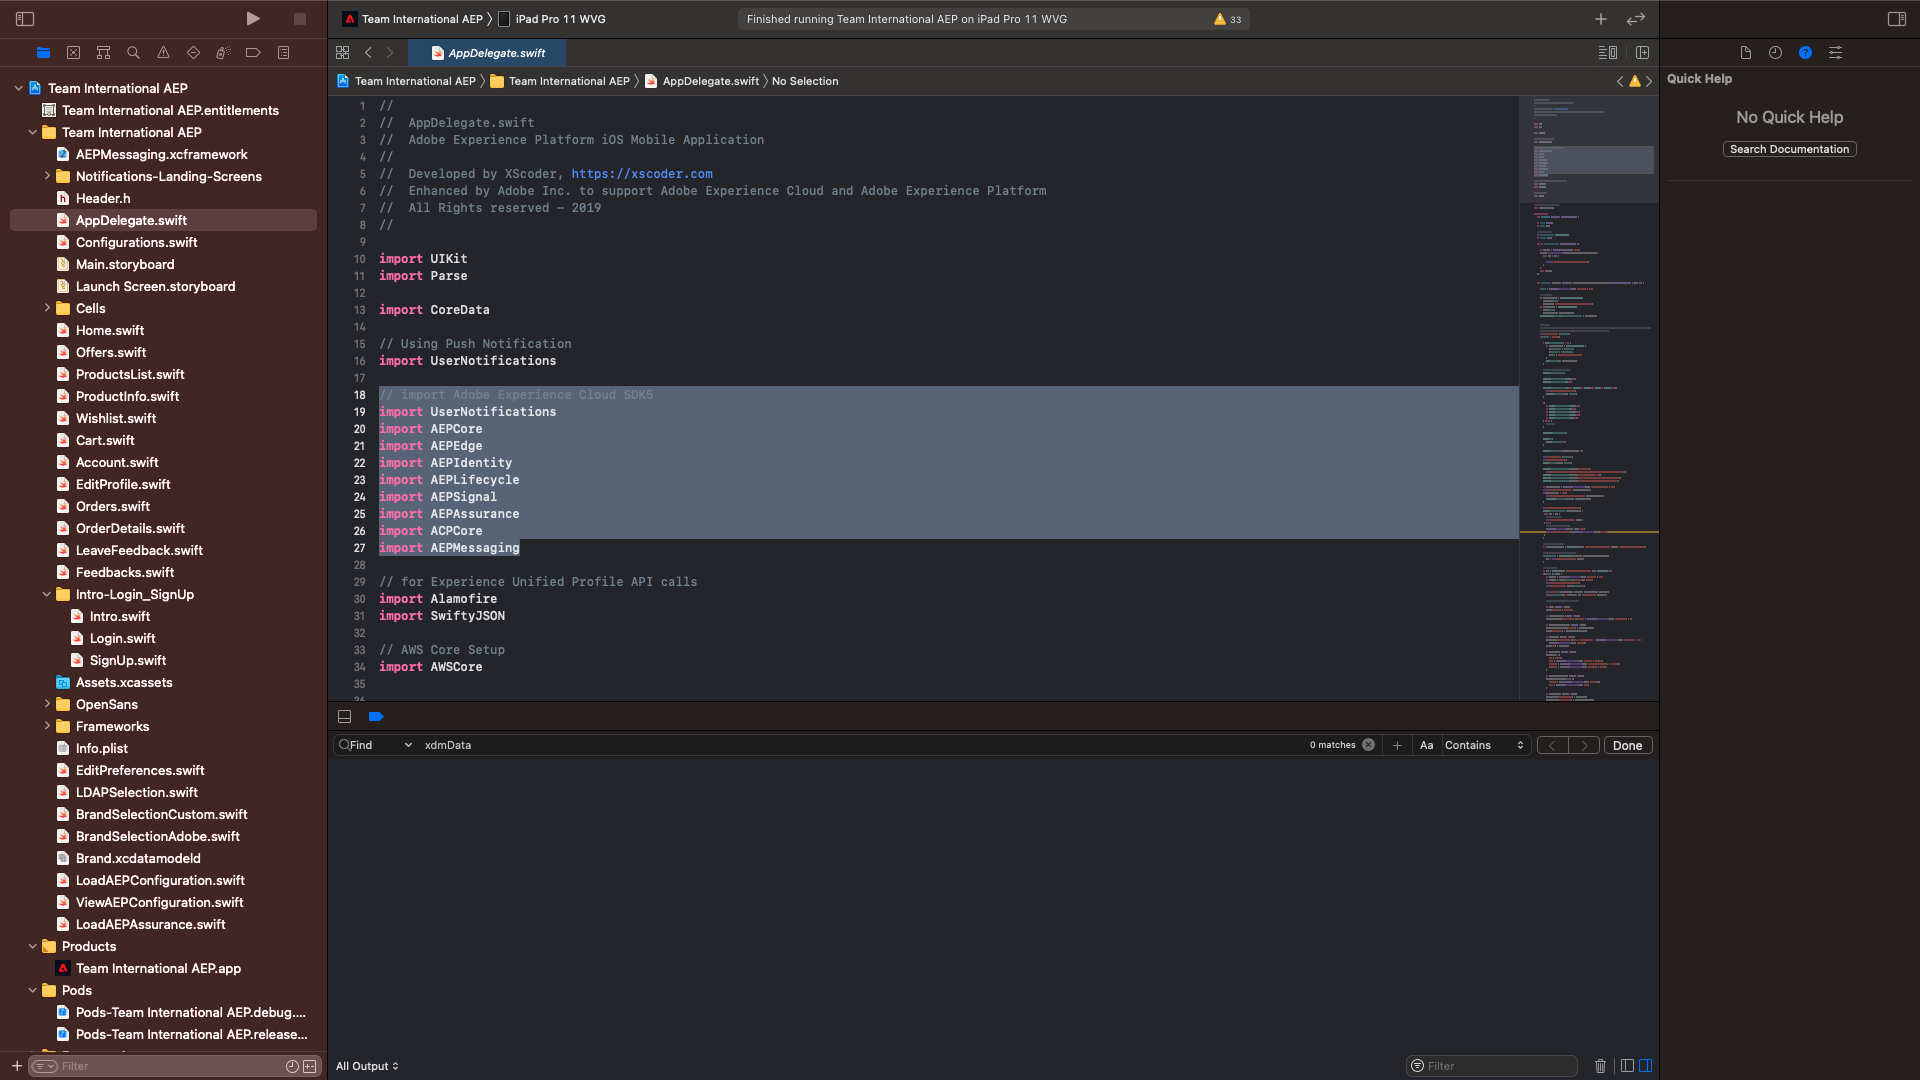 Team International AEP
iPad Pro 11 WVG
Finished running Team International AEP on iPad Pro 11 WVG
33
AppDelegate.swift
Team International AEP
Team International AEP
AppDelegate.swift
No Selection
Team International AEP
Team International AEP.entitlements
Team International AEP
AEPMessaging.xcframework
Notifications-Landing-Screens
Header.h
AppDelegate.swift
Configurations.swift
Main.storyboard
Launch Screen.storyboard
Cells
Home.swift
Offers.swift
ProductsList.swift
ProductInfo.swift
Wishlist.swift
Cart.swift
Account.swift
EditProfile.swift
Orders.swift
OrderDetails.swift
LeaveFeedback.swift
Feedbacks.swift
Intro-Login_SignUp
Intro.swift
Login.swift
SignUp.swift
Assets.xcassets
OpenSans
Frameworks
Info.plist
EditPreferences.swift
LDAPSelection.swift
BrandSelectionCustom.swift
BrandSelectionAdobe.swift
Brand.xcdatamodeld
LoadAEPConfiguration.swift
ViewAEPConfiguration.swift
LoadAEPAssurance.swift
Products
Team International AEP.app
Pods
Pods-Team International AEP.debug....
Pods-Team International AEP.release...
Filter
1 //
2 //  AppDelegate.swift
3 //  Adobe Experience Platform iOS Mobile Application
4 //
5 //  Developed by XScoder, https://xscoder.com
6 //  Enhanced by Adobe Inc. to support Adobe Experience Cloud and Adobe Experience Platform
7 //  All Rights reserved - 2019
8 //
9
10 import UIKit
11 import Parse
12
13 import CoreData
14
15 // Using Push Notification
16 import UserNotifications
17
18 // import Adobe Experience Cloud SDK5
19 import UserNotifications
20 import AEPCore
21 import AEPEdge
22 import AEPIdentity
23 import AEPLifecycle
24 import AEPSignal
25 import AEPAssurance
26 import ACPCore
27 import AEPMessaging
28
29 // for Experience Unified Profile API calls
30 import Alamofire
31 import SwiftyJSON
32
33 // AWS Core Setup
34 import AWSCore
35
Find
xdmData
0 matches
Aa
Contains
Done
All Output
Filter
Quick Help
No Quick Help
Search Documentation